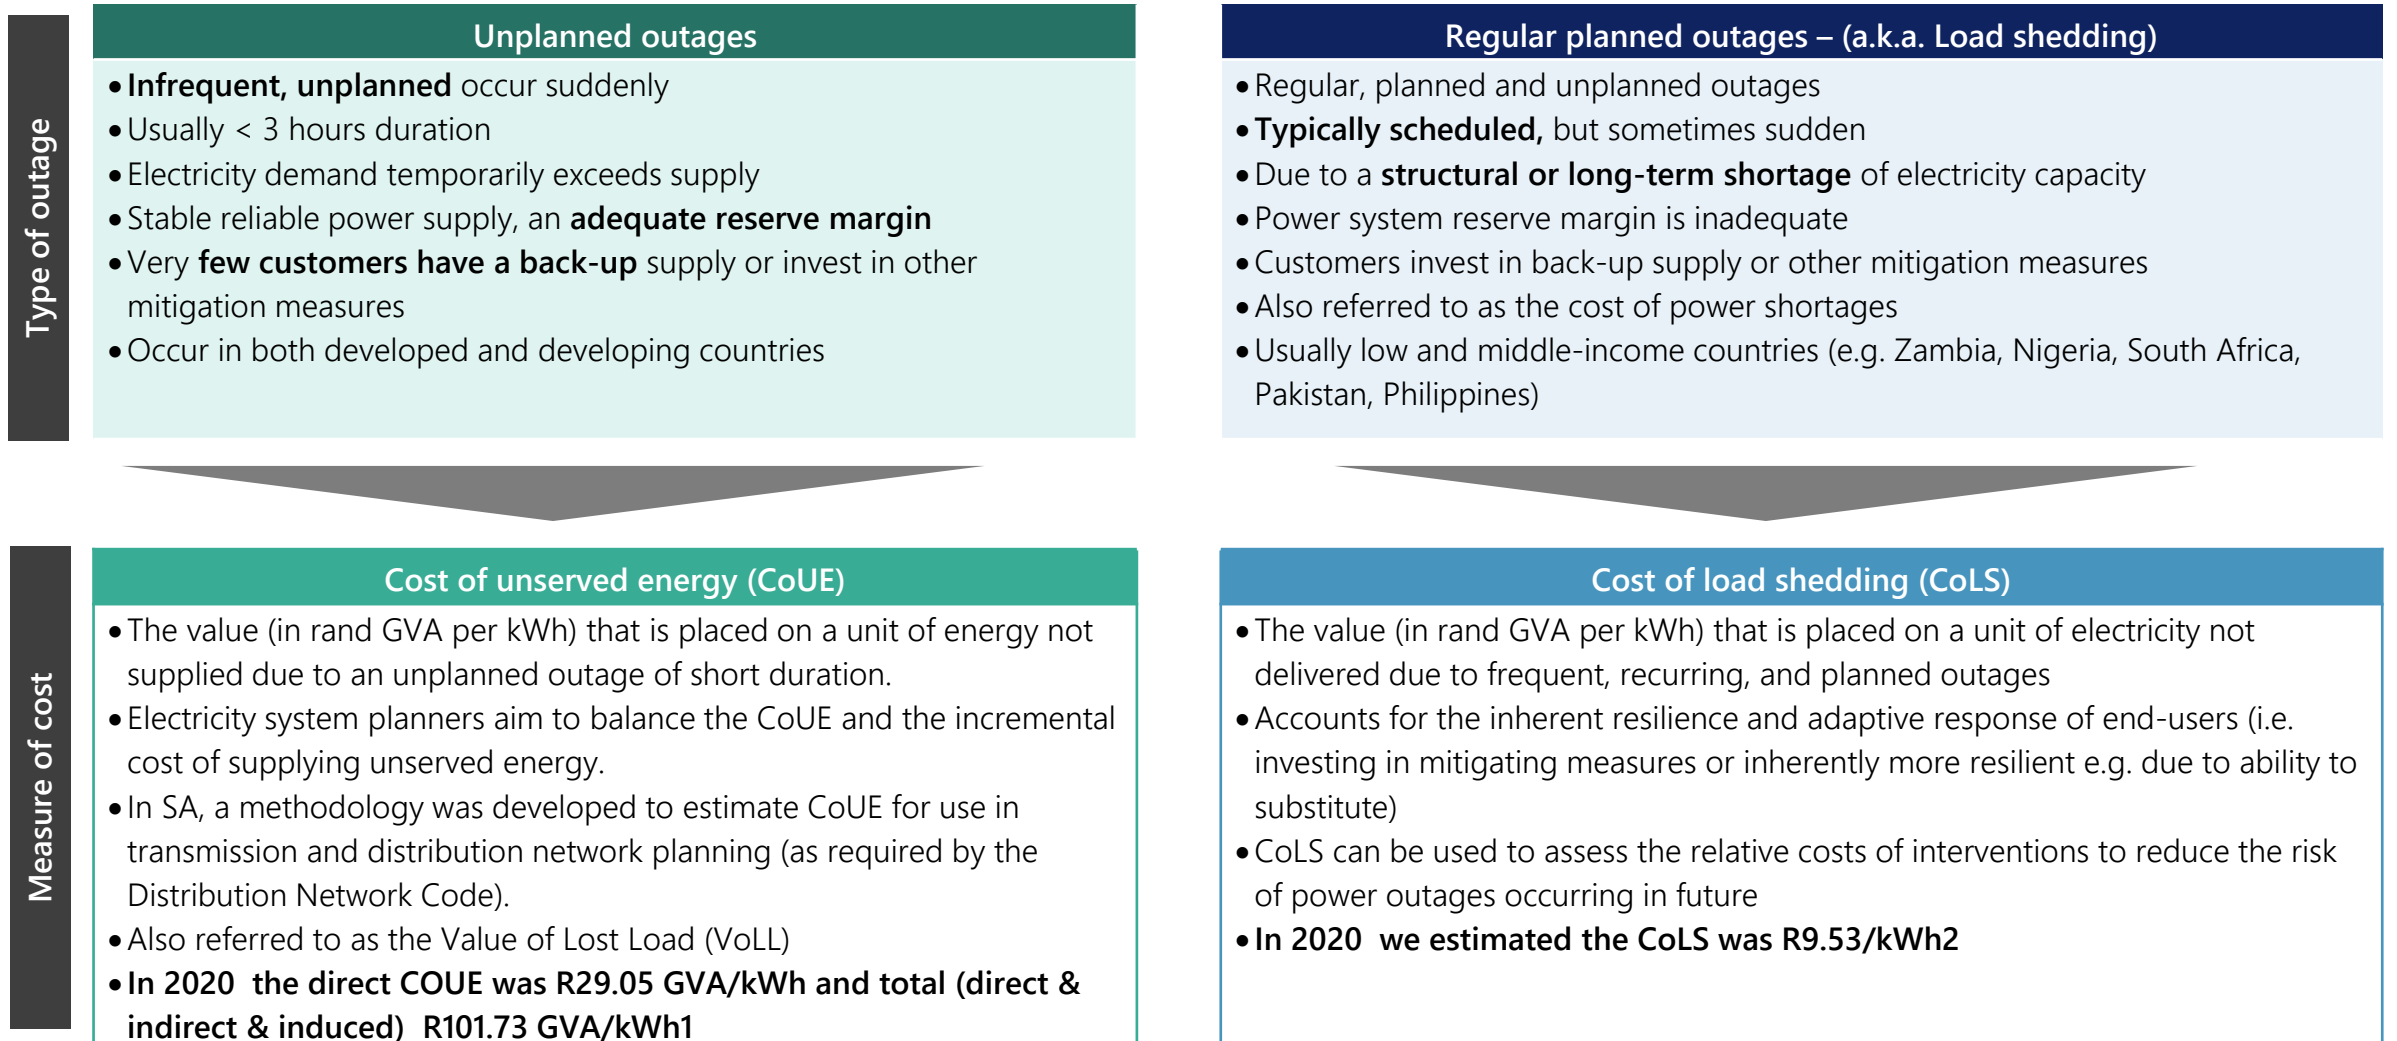 Type of outage
Unplanned outages
•Infrequent, unplanned occur suddenly
•Usually < 3 hours duration
•Electricity demand temporarily exceeds supply
•Stable reliable power supply, an adequate reserve margin
•Very few customers have a back-up supply or invest in other
mitigation measures
•Occur in both developed and developing countries
Regular planned outages – (a.k.a. Load shedding)
•Regular, planned and unplanned outages
•Typically scheduled, but sometimes sudden
•Due to a structural or long-term shortage of electricity capacity
•Power system reserve margin is inadequate
•Customers invest in back-up supply or other mitigation measures
•Also referred to as the cost of power shortages
•Usually low and middle-income countries (e.g. Zambia, Nigeria, South Africa,
Pakistan, Philippines)
Measure of cost
Cost of unserved energy (CoUE)
•The value (in rand GVA per kWh) that is placed on a unit of energy not
supplied due to an unplanned outage of short duration.
•Electricity system planners aim to balance the CoUE and the incremental
cost of supplying unserved energy.
•In SA, a methodology was developed to estimate CoUE for use in
transmission and distribution network planning (as required by the
Distribution Network Code).
•Also referred to as the Value of Lost Load (VoLL)
•In 2020  the direct COUE was R29.05 GVA/kWh and total (direct &
indirect & induced)  R101.73 GVA/kWh1
Cost of load shedding (CoLS)
•The value (in rand GVA per kWh) that is placed on a unit of electricity not
delivered due to frequent, recurring, and planned outages
•Accounts for the inherent resilience and adaptive response of end-users (i.e.
investing in mitigating measures or inherently more resilient e.g. due to ability to
substitute)
•CoLS can be used to assess the relative costs of interventions to reduce the risk
of power outages occurring in future
•In 2020  we estimated the CoLS was R9.53/kWh2